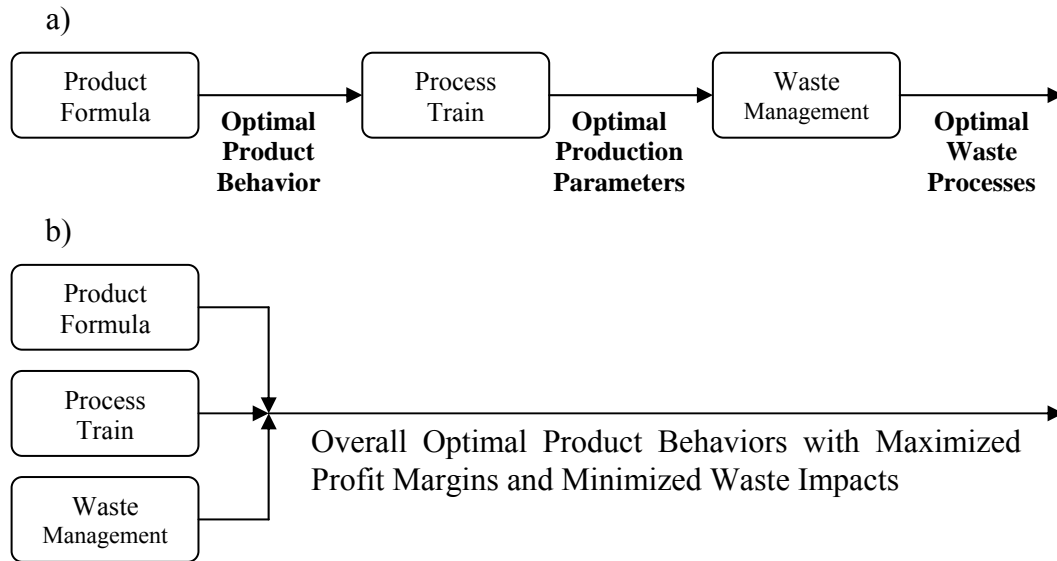 a)
Product
Formula
Optimal
Product
Behavior
Process
Train
Optimal
Production
Parameters
Waste
Management
Optimal
Waste
Processes
b)
Product
Formula
Process
Train
Waste
Management
Overall Optimal Product Behaviors with Maximized
Profit Margins and Minimized Waste Impacts